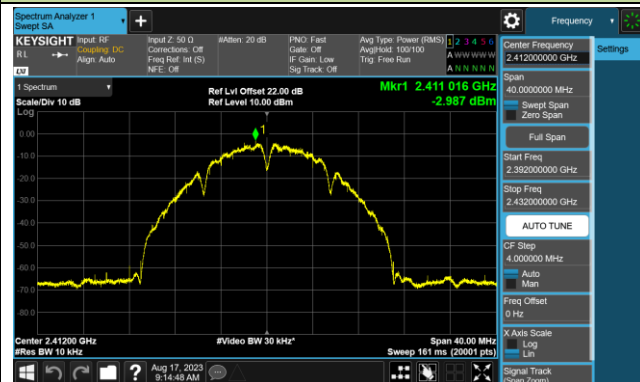 Spectrum Analyzer 1
Swept SA
Frequency
KEYSIGHT
RL
LXI
Input: RF
Coupling: DC
Align: Auto
Input Z: 50 Ω
Corrections: Off
Freq Ref: Int (S)
NFE: Off
#Atten: 20 dB
PNO: Fast
Gate: Off
IF Gain: Low
Sig Track: Off
Avg Type: Power (RMS)
Avg|Hold: 100/100
Trig: Free Run
1 2 3 4 5 6
A W W W W W
A N N N N N
1 Spectrum
Scale/Div 10 dB
Log
Ref Lvl Offset 22.00 dB
Ref Level 10.00 dBm
Mkr1 2.411 016 GHz
-2.987 dBm
1
0.00
-10.0
-20.0
-30.0
-40.0
-50.0
-60.0
-70.0
-80.0
Center 2.41200 GHz
#Res BW 10 kHz
#Video BW 30 kHz*
Span 40.00 MHz
Sweep 161 ms (20001 pts)
Aug 17, 2023
9:14:48 AM
Center Frequency
2.412000000 GHz
Settings
Span
40.0000000 MHz
Swept Span
Zero Span
Full Span
Start Freq
2.392000000 GHz
Stop Freq
2.432000000 GHz
AUTO TUNE
CF Step
4.000000 MHz
Auto
Man
Freq Offset
0 Hz
X Axis Scale
Log
Lin
Signal Track
(Span Zoom)